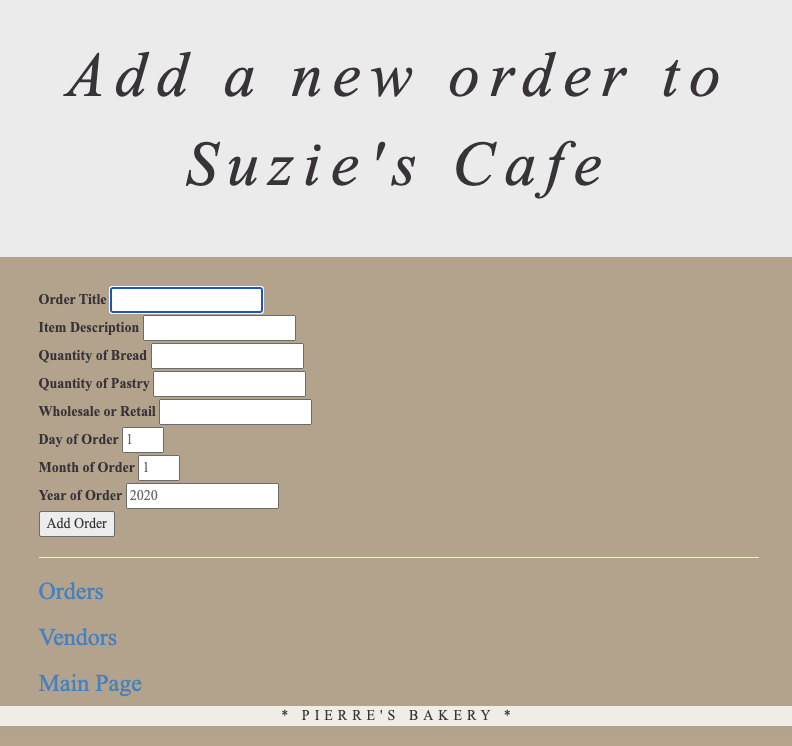 Add a new order to
Suzie's Cafe
Order Title
Item Description
Quantity of Bread
Quantity of Pastry
Wholesale or Retail
Day of Order 1
Month of Order 1
Year of Order 2020
Add Order
Orders
Vendors
Main Page
* PIERRE'S BAKERY *